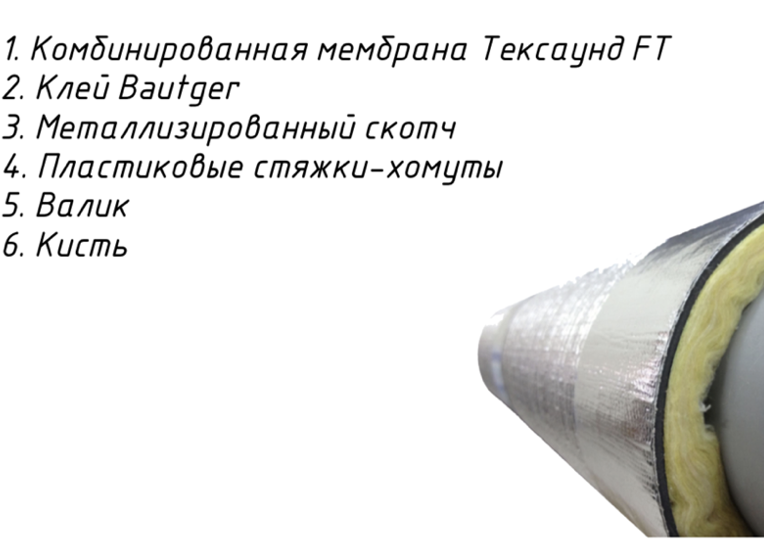 1. Комбинированная мембрана Тексаунд FT
2. Клей Bautger
3. Металлизированный скотч
4. Пластиковые стяжки-хомуты
5. Валик
6. Кисть